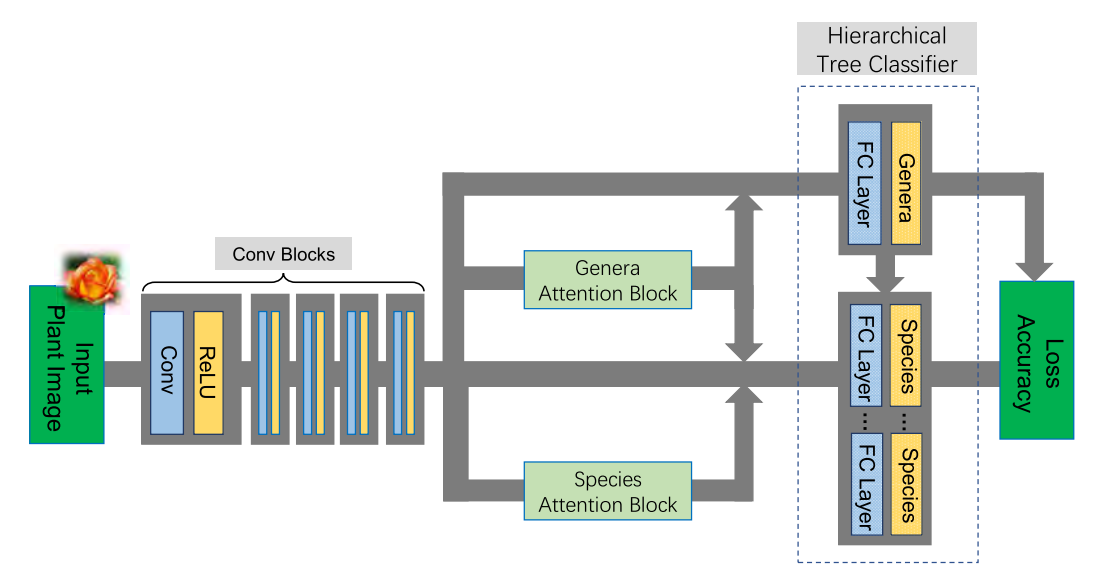 Hierarchical
Tree Classifier
FC Layer
Genera
Conv Blocks
Genera
Attention Block
Input
Plant Image
Conv
ReLU
FC Layer
Species
...
...
FC Layer
Species
Loss
Accuracy
Species
Attention Block